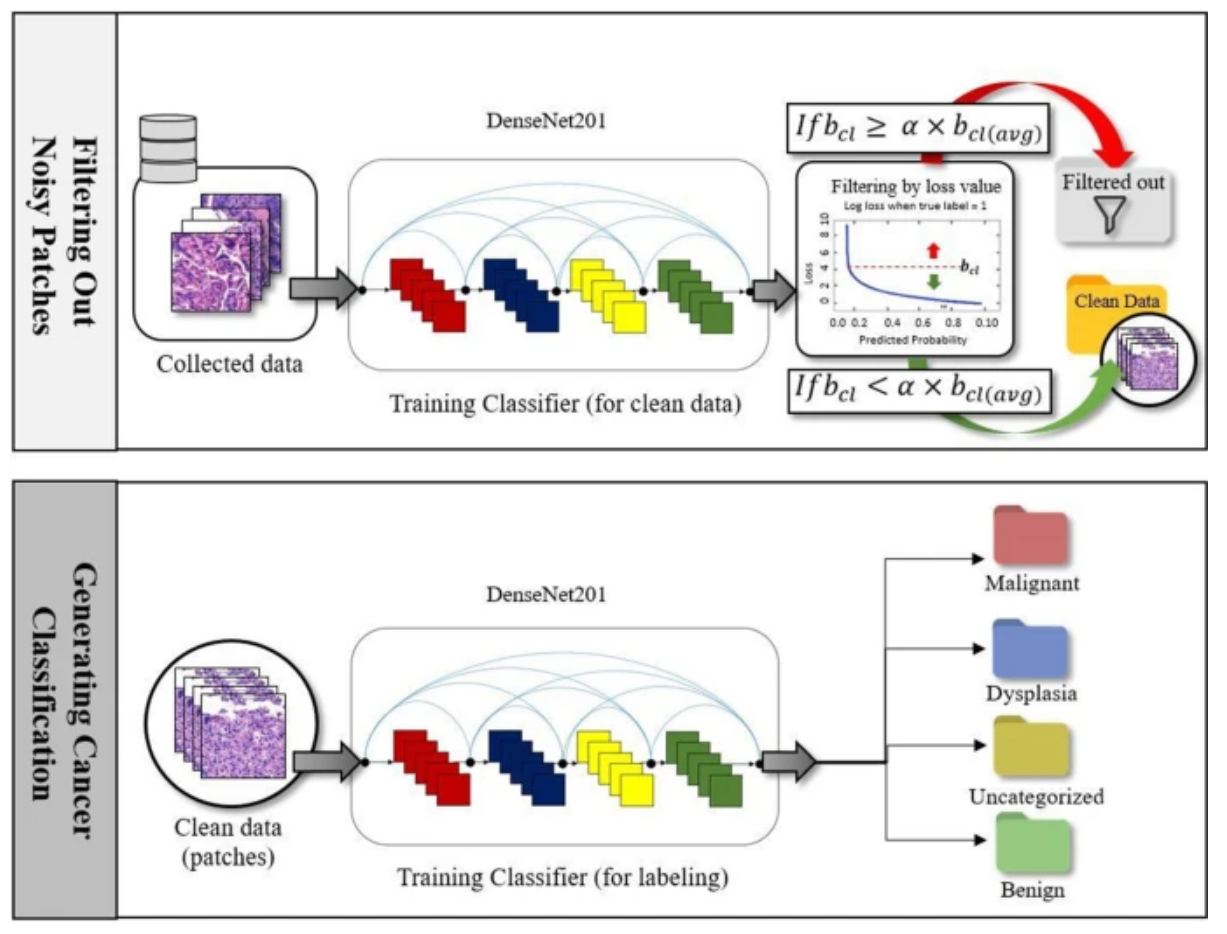 Filtering Out
Noisy Patches
DenseNet201
Collected data
Training Classifier (for clean data)
If b_cl ≥ α × b_cl(avg)
Filtering by loss value
Log loss when true label = 1
Loss
0 2 4 6 8 10
b_cl
0.0 0.2 0.4 0.6 0.8 0.10
Predicted Probability
If b_cl < α × b_cl(avg)
Filtered out
Clean Data
Generating Cancer
Classification
DenseNet201
Clean data
(patches)
Training Classifier (for labeling)
Malignant
Dysplasia
Uncategorized
Benign